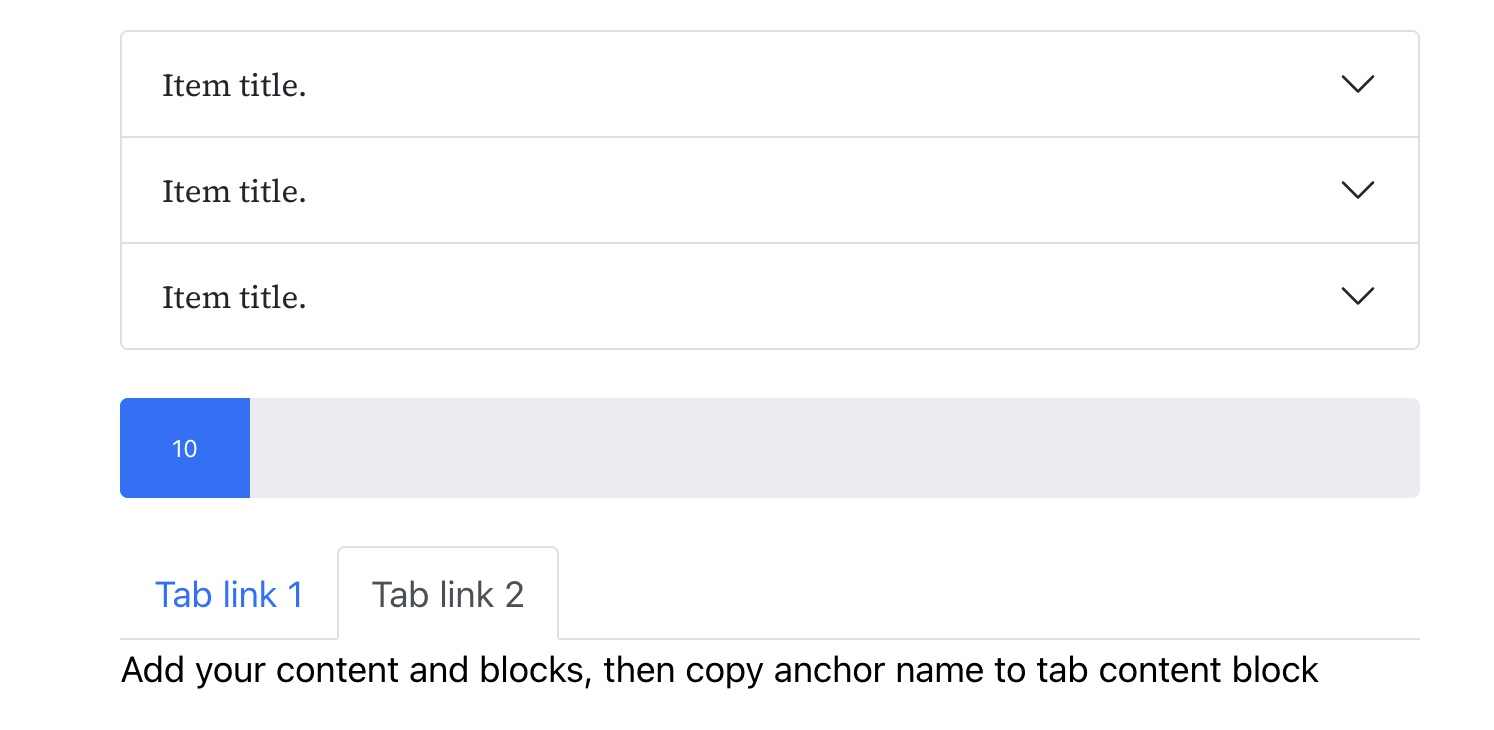 Item title.
Item title.
Item title.
10
Tab link 1 Tab link 2
Add your content and blocks, then copy anchor name to tab content block